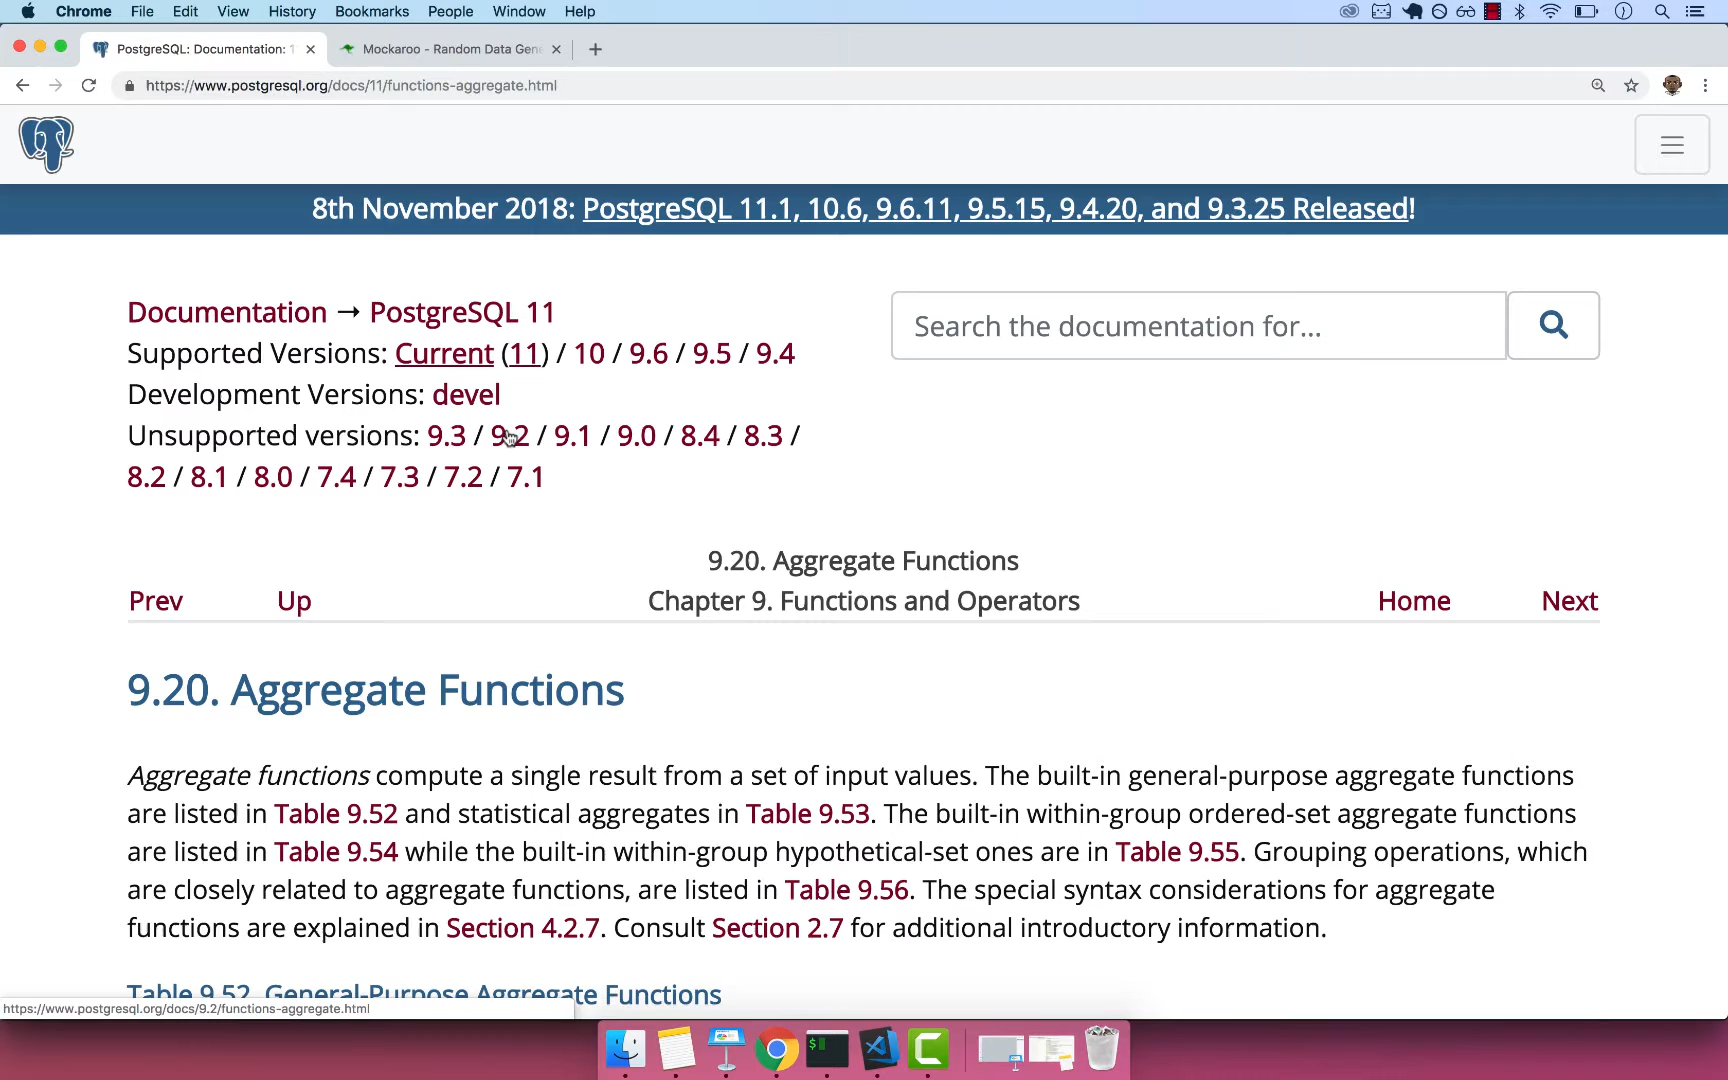 Chrome File Edit View History Bookmarks People Window Help
PostgreSQL: Documentation: 1
Mockaroo - Random Data Gene
https://www.postgresql.org/docs/11/functions-aggregate.html
8th November 2018: PostgreSQL 11.1, 10.6, 9.6.11, 9.5.15, 9.4.20, and 9.3.25 Released!
Documentation → PostgreSQL 11
Supported Versions: Current (11) / 10 / 9.6 / 9.5 / 9.4
Development Versions: devel
Unsupported versions: 9.3 / 9.2 / 9.1 / 9.0 / 8.4 / 8.3 /
8.2 / 8.1 / 8.0 / 7.4 / 7.3 / 7.2 / 7.1
Search the documentation for...
9.20. Aggregate Functions
Prev Up Chapter 9. Functions and Operators Home Next
9.20. Aggregate Functions
Aggregate functions compute a single result from a set of input values. The built-in general-purpose aggregate functions
are listed in Table 9.52 and statistical aggregates in Table 9.53. The built-in within-group ordered-set aggregate functions
are listed in Table 9.54 while the built-in within-group hypothetical-set ones are in Table 9.55. Grouping operations, which
are closely related to aggregate functions, are listed in Table 9.56. The special syntax considerations for aggregate
functions are explained in Section 4.2.7. Consult Section 2.7 for additional introductory information.
Table 9.52. General-Purpose Aggregate Functions
https://www.postgresql.org/docs/9.2/functions-aggregate.html